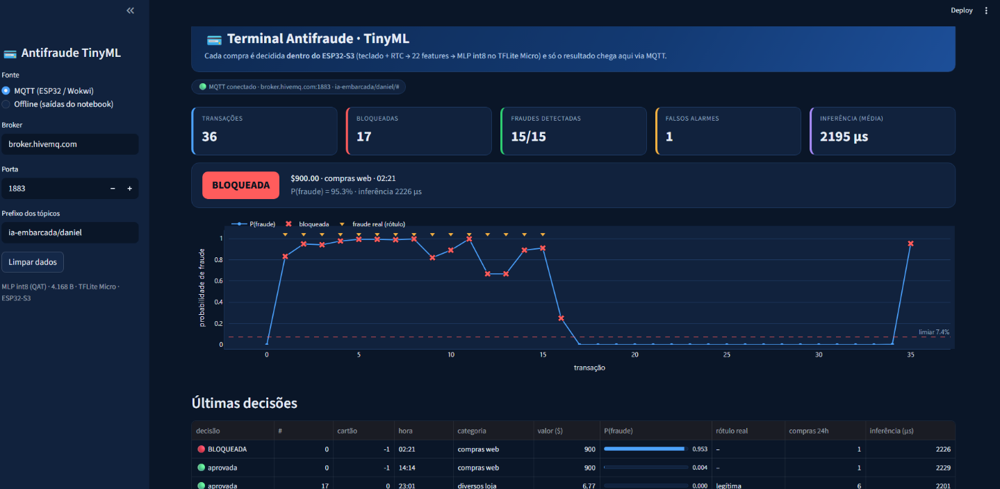 Deploy
Antifraude TinyML
Fonte
MQTT (ESP32 / Wokwi)
Offline (saídas do notebook)
Broker
broker.hivemq.com
Porta
1883
Prefixo dos tópicos
ia-embarcada/daniel
Limpar dados
MLP int8 (QAT) · 4.168 B · TFLite Micro ·
ESP32-S3
Terminal Antifraude · TinyML
Cada compra é decidida dentro do ESP32-S3 (teclado + RTC → 22 features → MLP int8 no TFLite Micro) e só o resultado chega aqui via MQTT.
MQTT conectado · broker.hivemq.com:1883 · ia-embarcada/daniel/#
TRANSAÇÕES
36
BLOQUEADAS
17
FRAUDES DETECTADAS
15/15
FALSOS ALARMES
1
INFERÊNCIA (MÉDIA)
2195 µs
BLOQUEADA
$900.00 · compras web · 02:21
P(fraude) = 95.3% · inferência 2226 µs
P(fraude) bloqueada fraude real (rótulo)
probabilidade de fraude
1
0.8
0.6
0.4
0.2
0
limiar 7.4%
0 5 10 15 20 25 30 35
transação
Últimas decisões
decisão # cartão hora categoria valor ($) P(fraude) rótulo real compras 24h inferência (µs)
BLOQUEADA 0 -1 02:21 compras web 900 0.953 – 1 2226
aprovada 0 -1 14:14 compras web 900 0.004 – 1 2229
aprovada 17 0 23:01 diversos loja 6.77 0.000 legítima 6 2201